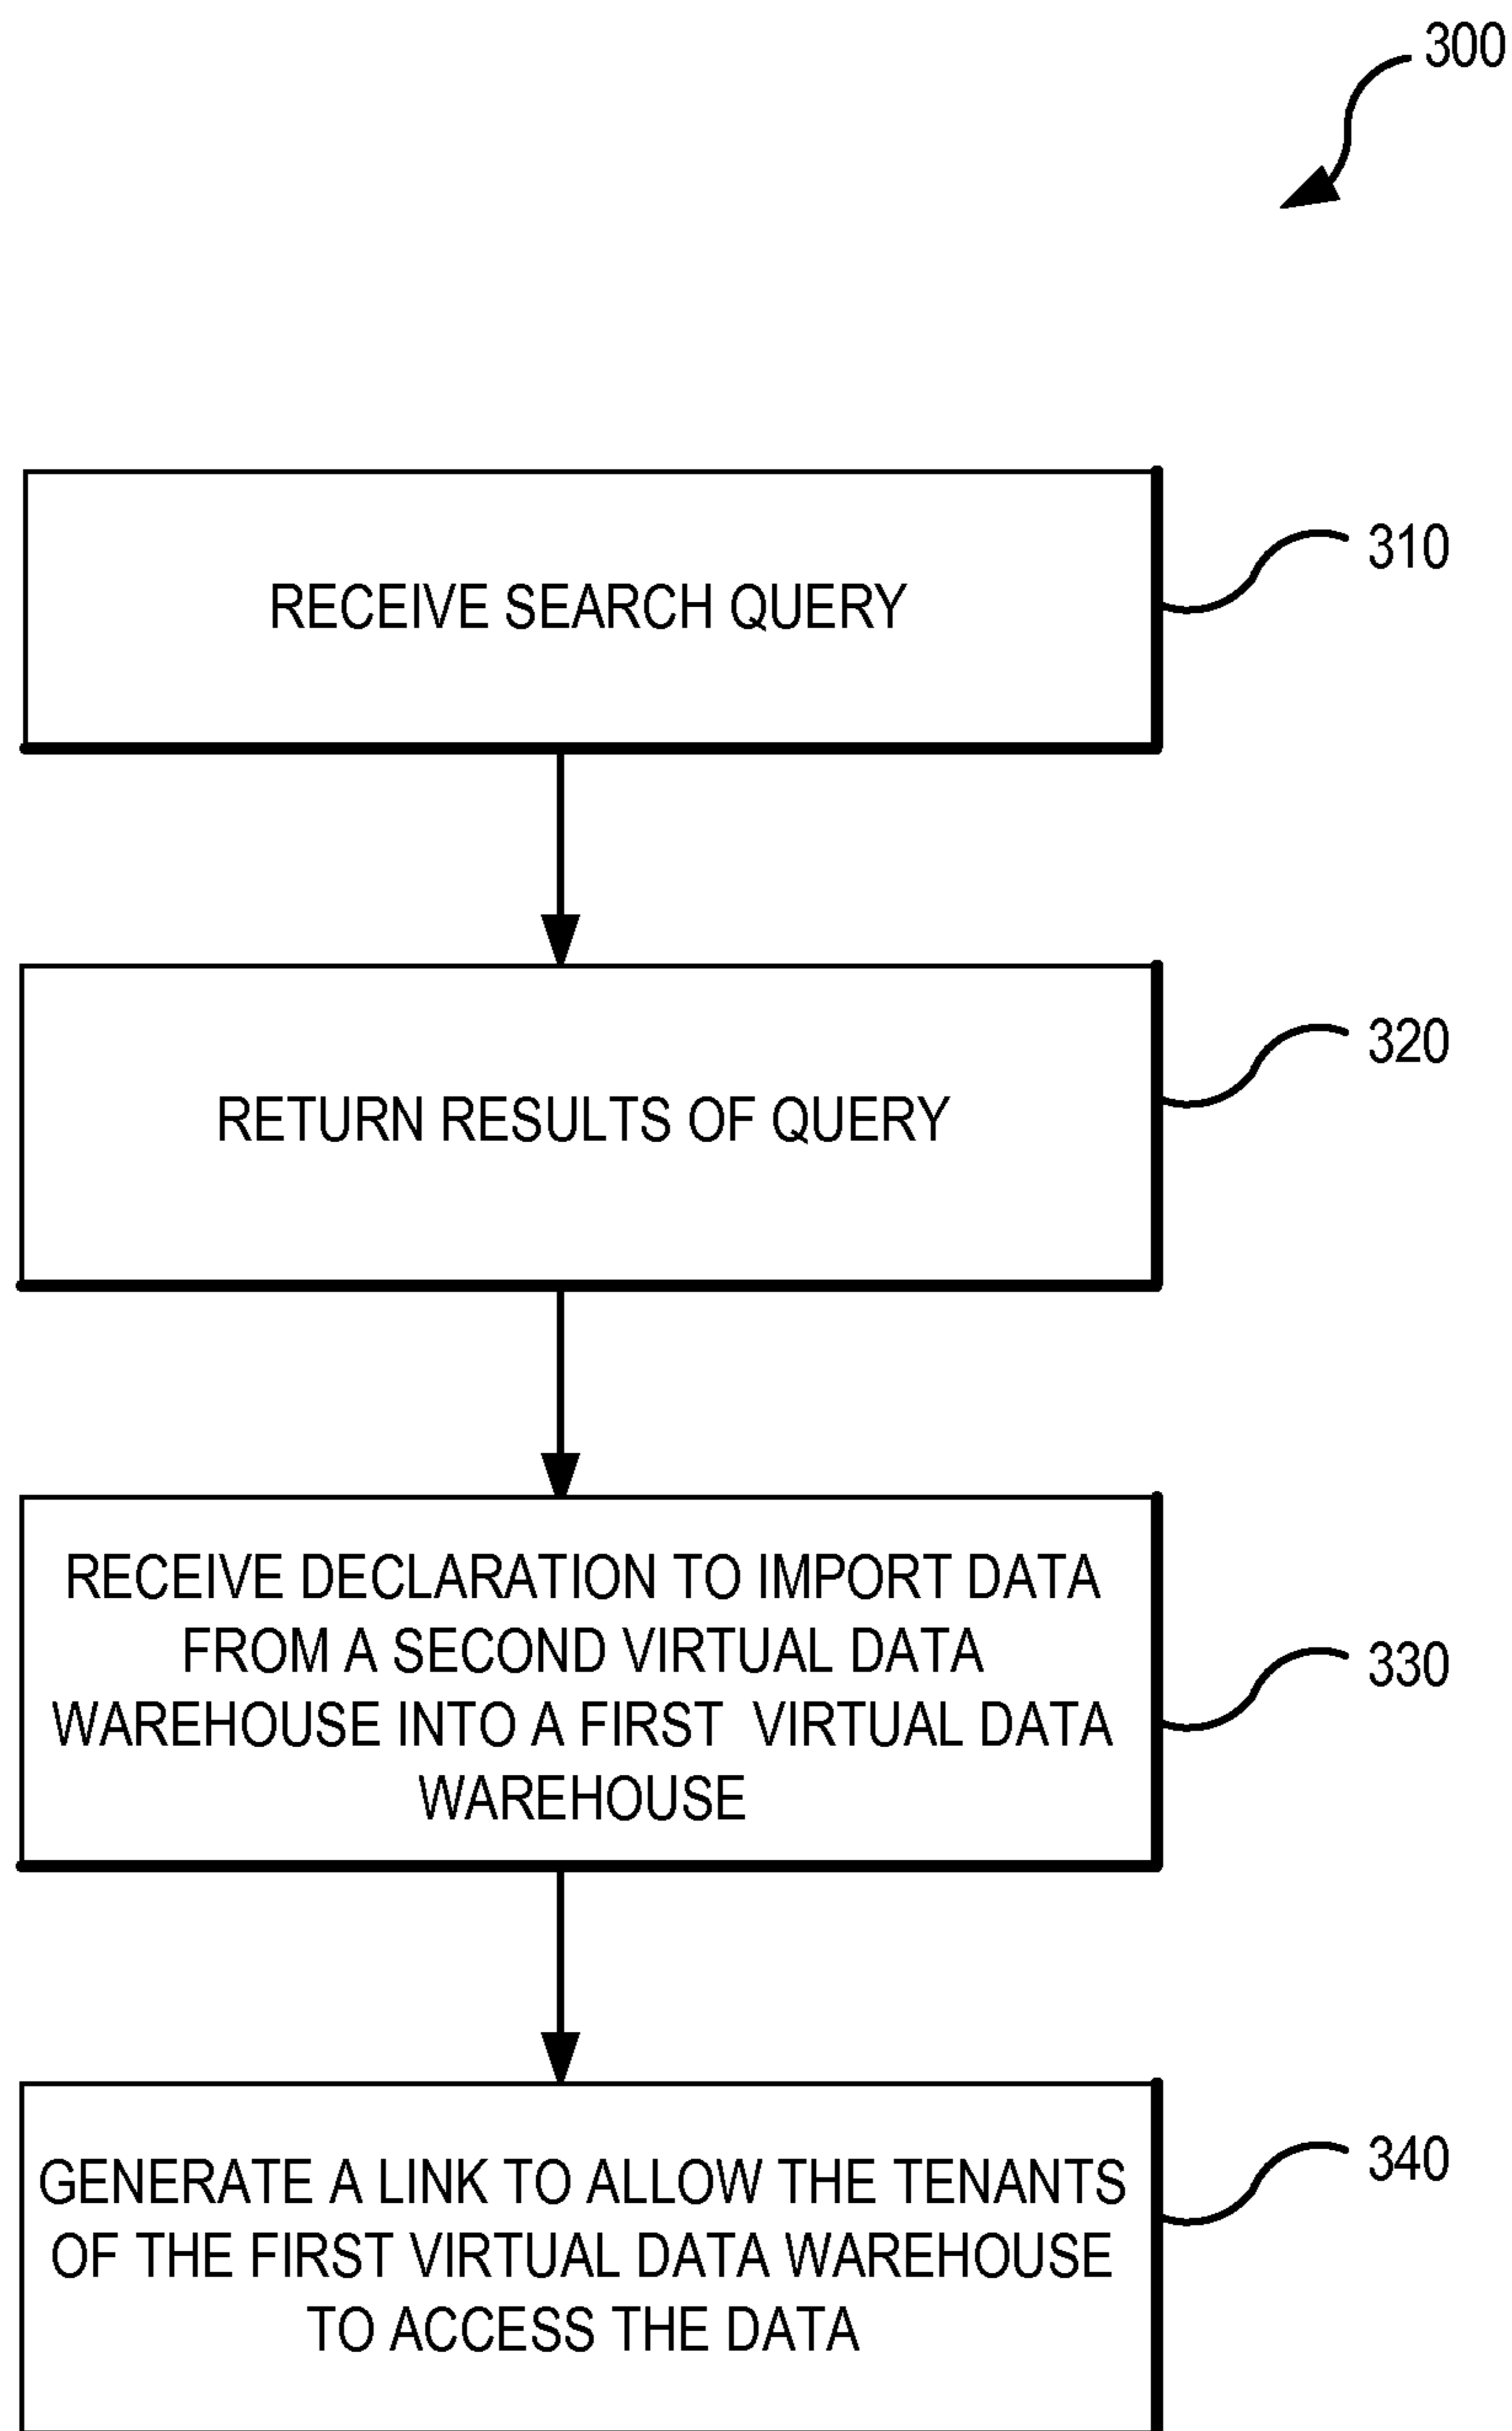 300
RECEIVE SEARCH QUERY
310
RETURN RESULTS OF QUERY
320
RECEIVE DECLARATION TO IMPORT DATA
FROM A SECOND VIRTUAL DATA
WAREHOUSE INTO A FIRST VIRTUAL DATA
WAREHOUSE
330
GENERATE A LINK TO ALLOW THE TENANTS
OF THE FIRST VIRTUAL DATA WAREHOUSE
TO ACCESS THE DATA
340